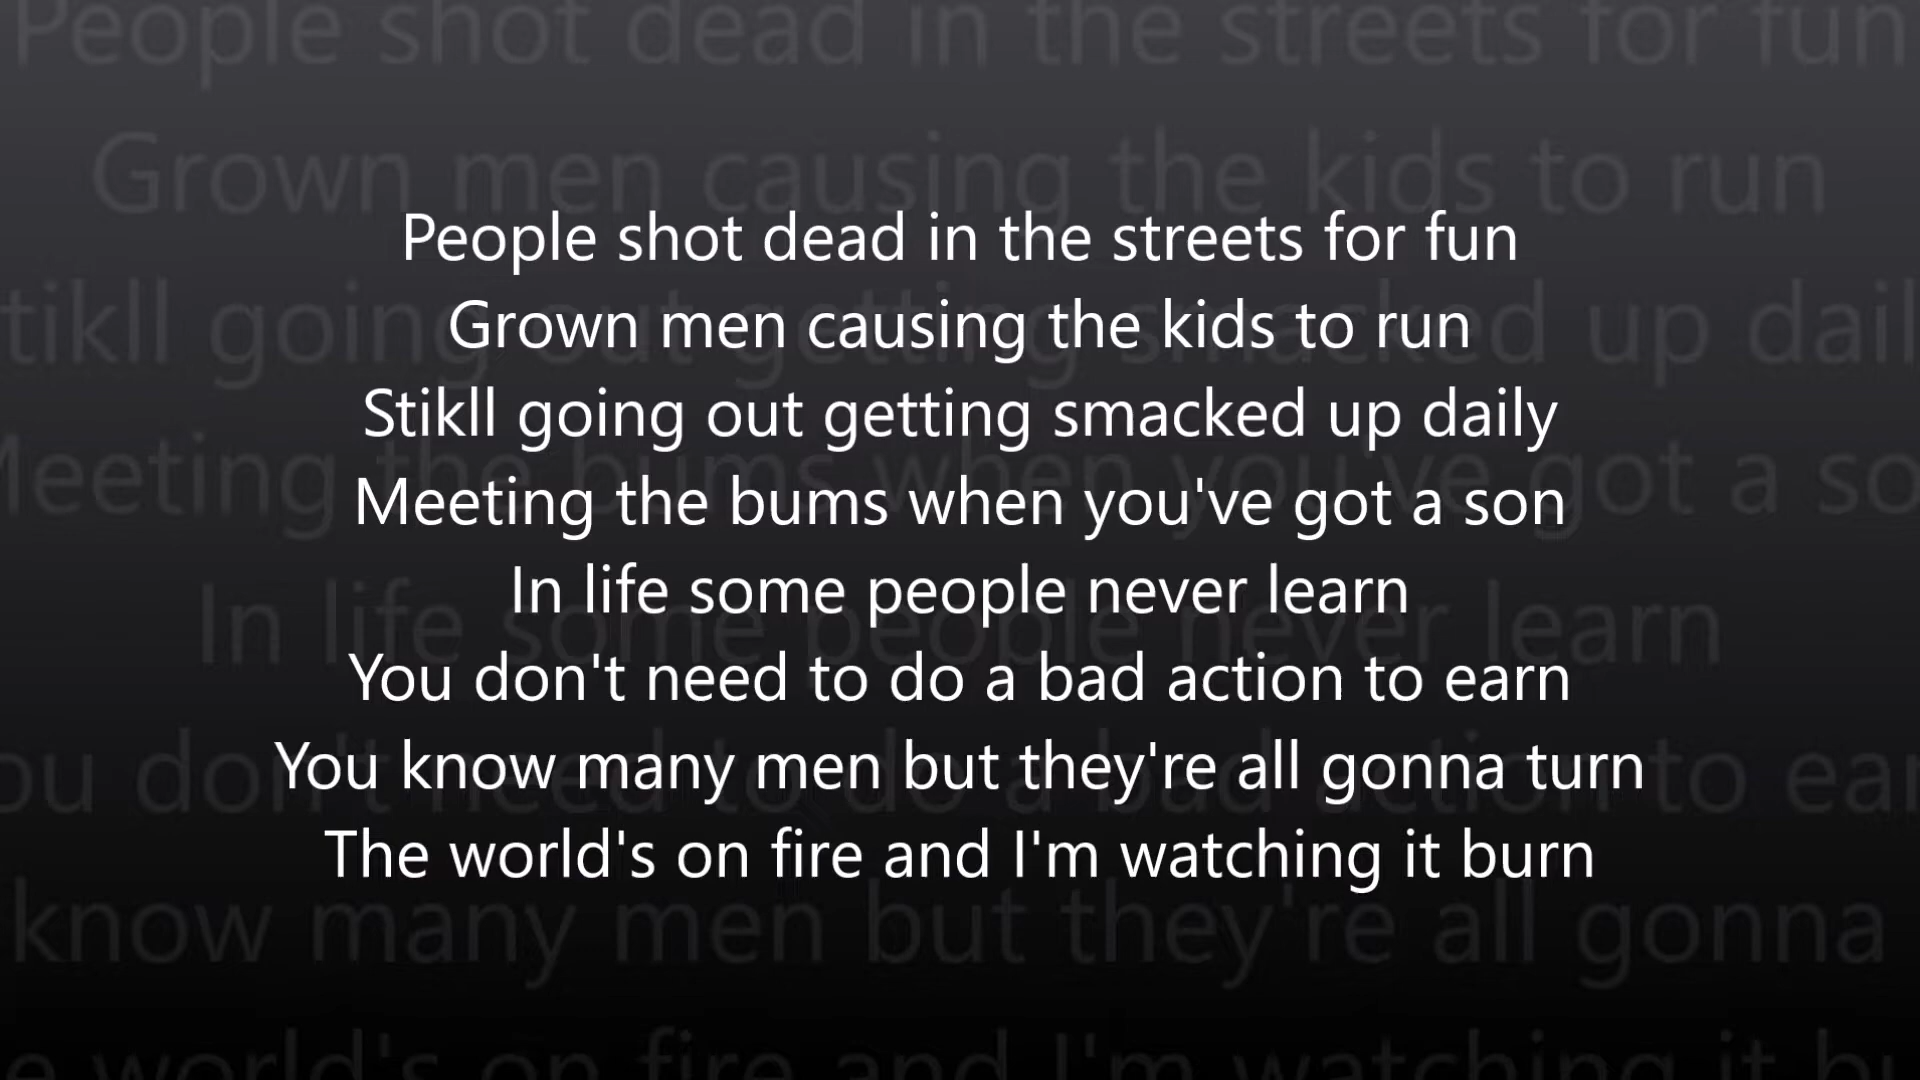 People shot dead in the streets for fun
Grown men causing the kids to run
Stikll going out getting smacked up daily
Meeting the bums when you've got a son
In life some people never learn
You don't need to do a bad action to earn
You know many men but they're all gonna turn
The world's on fire and I'm watching it burn